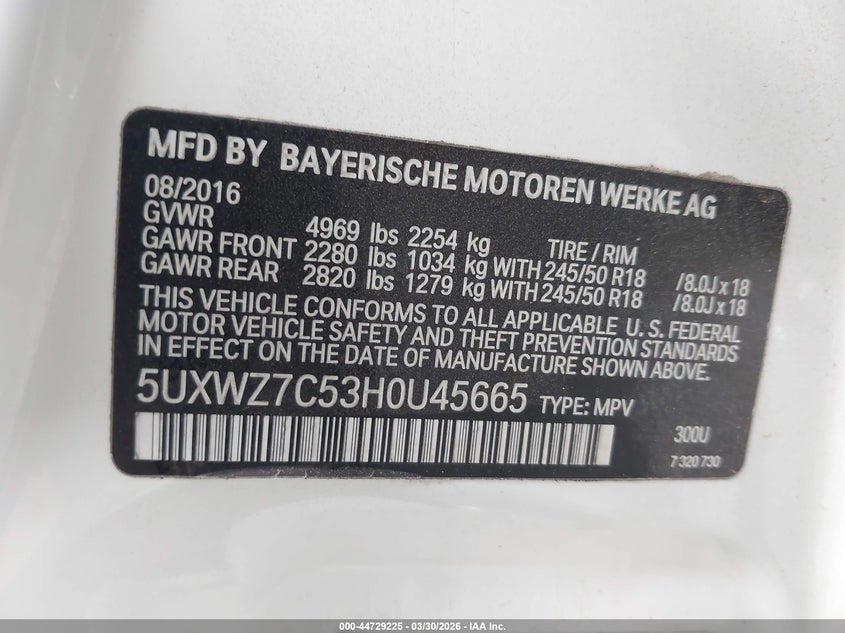 MFD BY BAYERISCHE MOTOREN WERKE AG
08/2016
GVWR 4969 lbs 2254 kg TIRE / RIM
GAWR FRONT 2280 lbs 1034 kg WITH 245/50 R18 /8.0J x 18
GAWR REAR 2820 lbs 1279 kg WITH 245/50 R18 /8.0J x 18
THIS VEHICLE CONFORMS TO ALL APPLICABLE U.S. FEDERAL
MOTOR VEHICLE SAFETY AND THEFT PREVENTION STANDARDS
IN EFFECT ON THE DATE OF MANUFACTURE SHOWN ABOVE.
5UXWZ7C53H0U45665 TYPE: MPV
300U
7 320 730
000-44729225 | 03/30/2026 | IAA Inc.